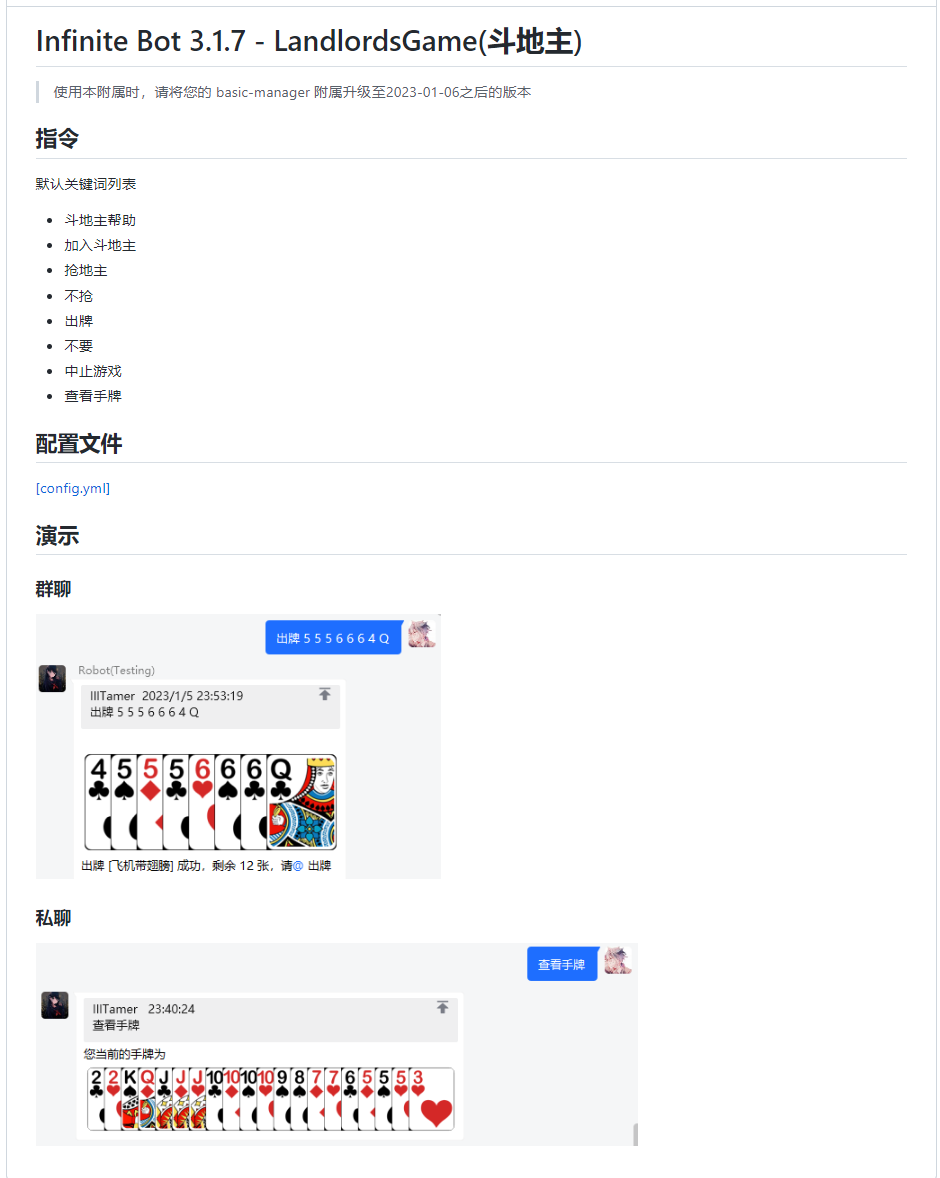 Infinite Bot 3.1.7 - LandlordsGame(斗地主)
使用本附属时，请将您的 basic-manager 附属升级至2023-01-06之后的版本
指令
默认关键词列表
斗地主帮助
加入斗地主
抢地主
不抢
出牌
不要
中止游戏
查看手牌
配置文件
[config.yml]
演示
群聊
出牌 5 5 5 6 6 6 4 Q
Robot(Testing)
IllTamer 2023/1/5 23:53:19
出牌 5 5 5 6 6 6 4 Q
4 5 5 5 6 6 6 Q
出牌 [飞机带翅膀] 成功，剩余 12 张，请@ 出牌
私聊
查看手牌
IllTamer 23:40:24
查看手牌
您当前的手牌为
2 2 K Q J J J 10 10 10 10 9 8 7 7 6 5 5 5 3